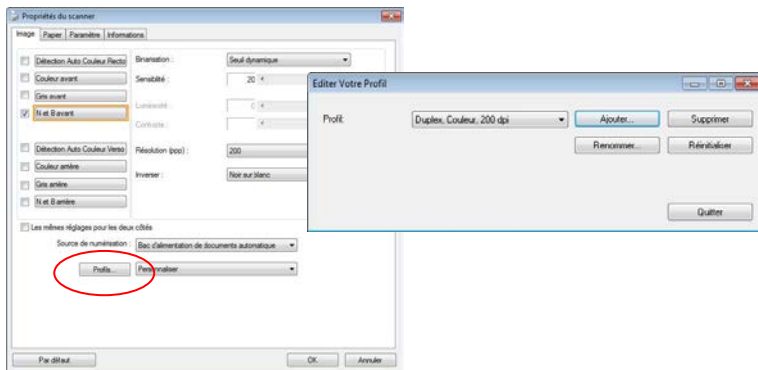 Propriétés du scanner
Image Paper Paramètre Informations
Détection Auto Couleur Recto
Binarisation : Seuil dynamique
Couleur avant
Sensibilité : 20
Gris avant
Luminosité :
N et B avant
Contraste :
Détection Auto Couleur Verso
Résolution (ppp) : 200
Couleur arrière
Inverser : Noir sur blanc
Gris arrière
N et B arrière
Les mêmes réglages pour les deux côtés
Source de numérisation : Bac d'alimentation de documents automatique
Profils... Personnaliser
Par défaut OK Annuler
Editer Votre Profil
Profil: Duplex, Couleur, 200 dpi Ajouter... Supprimer
Renommer... Réinitialiser
Quitter